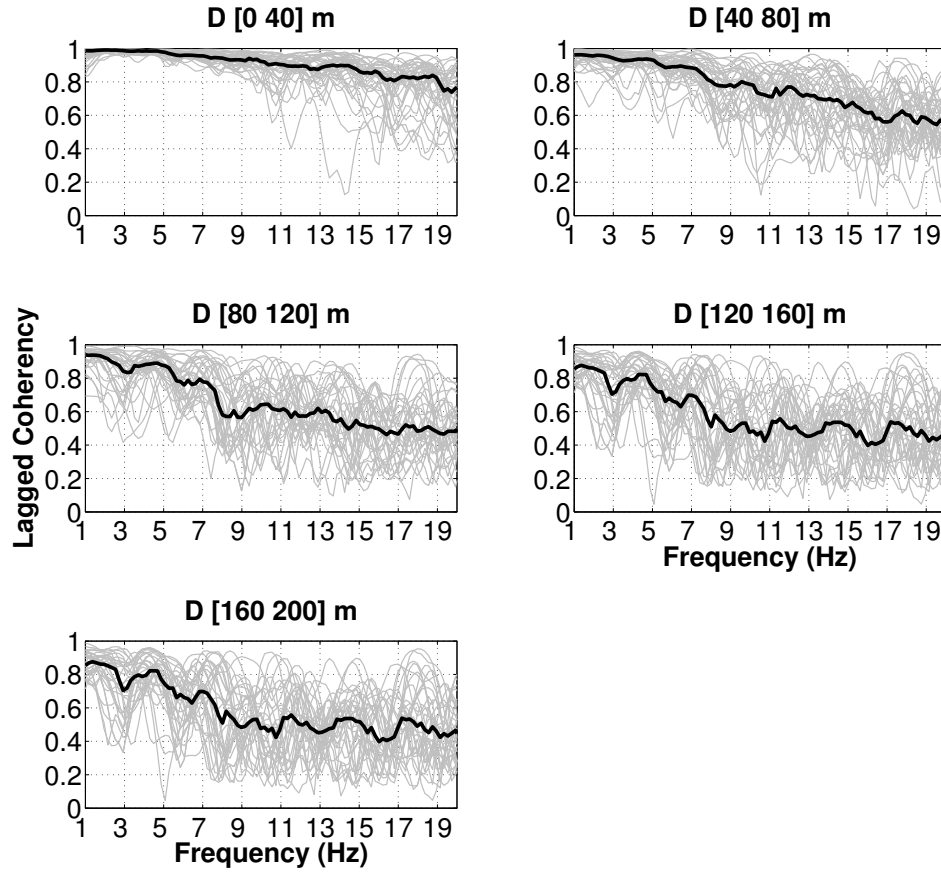 D [0 40] m
1
0.8
0.6
0.4
0.2
0
1 3 5 7 9 11 13 15 17 19
D [40 80] m
1
0.8
0.6
0.4
0.2
0
1 3 5 7 9 11 13 15 17 19
D [80 120] m
1
0.8
0.6
0.4
0.2
0
1 3 5 7 9 11 13 15 17 19
Lagged Coherency
D [120 160] m
1
0.8
0.6
0.4
0.2
0
1 3 5 7 9 11 13 15 17 19
Frequency (Hz)
D [160 200] m
1
0.8
0.6
0.4
0.2
0
1 3 5 7 9 11 13 15 17 19
Frequency (Hz)